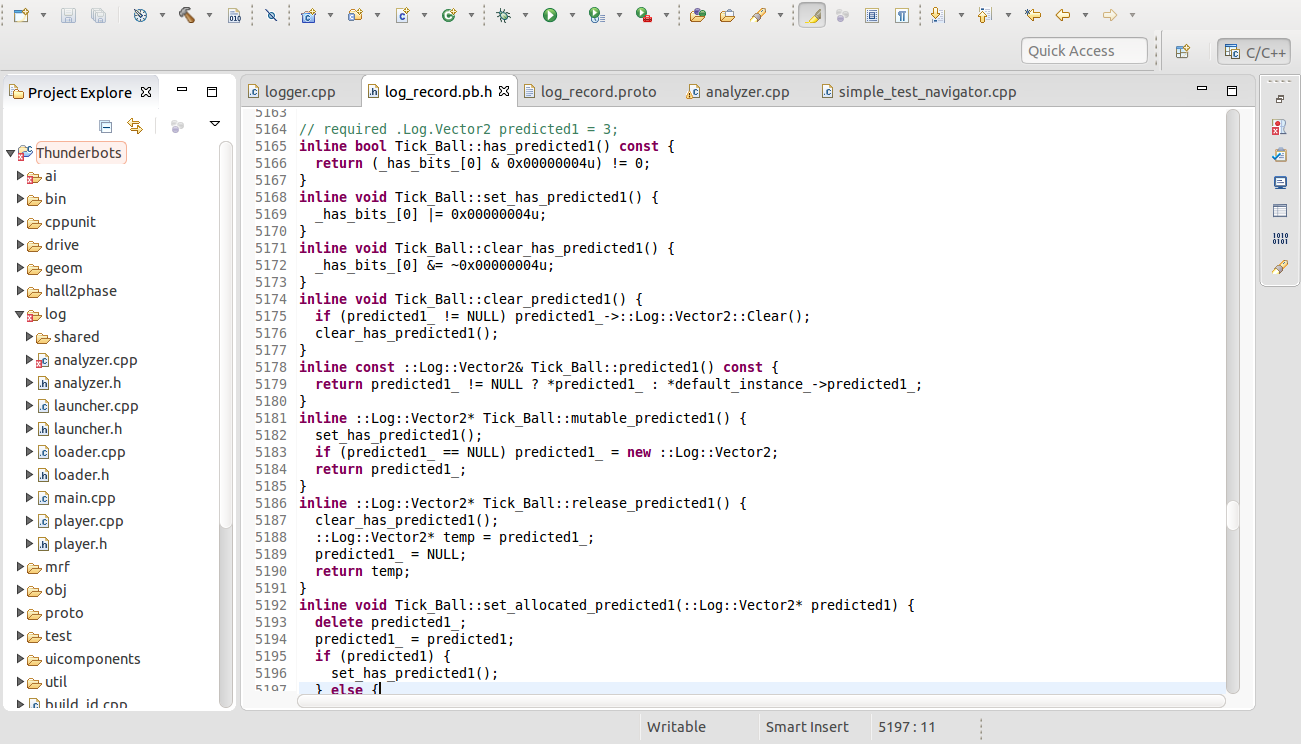 Quick Access
C/C++
Project Explore
logger.cpp
log_record.pb.h
log_record.proto
analyzer.cpp
simple_test_navigator.cpp
Thunderbots
ai
bin
cppunit
drive
geom
hall2phase
log
shared
analyzer.cpp
analyzer.h
launcher.cpp
launcher.h
loader.cpp
loader.h
main.cpp
player.cpp
player.h
mrf
obj
proto
test
uicomponents
util
build_id.cpp
5163
5164 // required .Log.Vector2 predicted1 = 3;
5165 inline bool Tick_Ball::has_predicted1() const {
5166   return (_has_bits_[0] & 0x00000004u) != 0;
5167 }
5168 inline void Tick_Ball::set_has_predicted1() {
5169   _has_bits_[0] |= 0x00000004u;
5170 }
5171 inline void Tick_Ball::clear_has_predicted1() {
5172   _has_bits_[0] &= ~0x00000004u;
5173 }
5174 inline void Tick_Ball::clear_predicted1() {
5175   if (predicted1_ != NULL) predicted1_->::Log::Vector2::Clear();
5176   clear_has_predicted1();
5177 }
5178 inline const ::Log::Vector2& Tick_Ball::predicted1() const {
5179   return predicted1_ != NULL ? *predicted1_ : *default_instance_->predicted1_;
5180 }
5181 inline ::Log::Vector2* Tick_Ball::mutable_predicted1() {
5182   set_has_predicted1();
5183   if (predicted1_ == NULL) predicted1_ = new ::Log::Vector2;
5184   return predicted1_;
5185 }
5186 inline ::Log::Vector2* Tick_Ball::release_predicted1() {
5187   clear_has_predicted1();
5188   ::Log::Vector2* temp = predicted1_;
5189   predicted1_ = NULL;
5190   return temp;
5191 }
5192 inline void Tick_Ball::set_allocated_predicted1(::Log::Vector2* predicted1) {
5193   delete predicted1_;
5194   predicted1_ = predicted1;
5195   if (predicted1) {
5196     set_has_predicted1();
5197   } else {
Writable
Smart Insert
5197 : 11